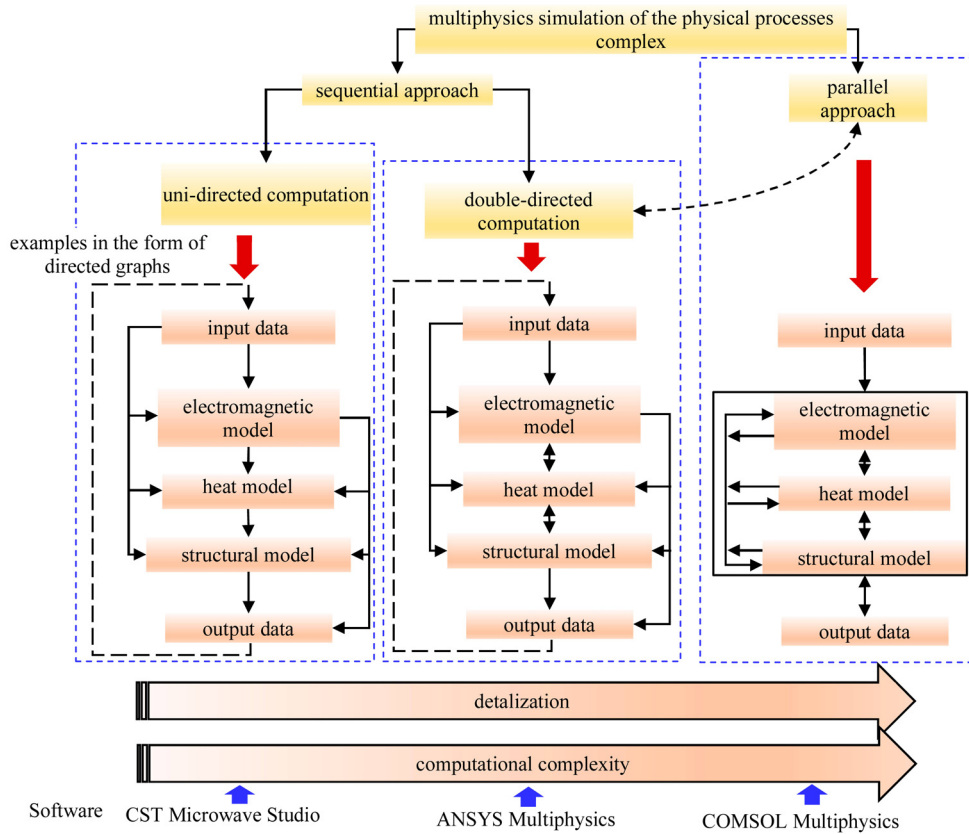 multiphysics simulation of the physical processes
complex
sequential approach
parallel
approach
uni-directed computation
double-directed
computation
examples in the form of
directed graphs
input data
electromagnetic
model
heat model
structural model
output data
input data
electromagnetic
model
heat model
structural model
output data
input data
electromagnetic
model
heat model
structural model
output data
detalization
computational complexity
Software
CST Microwave Studio
ANSYS Multiphysics
COMSOL Multiphysics